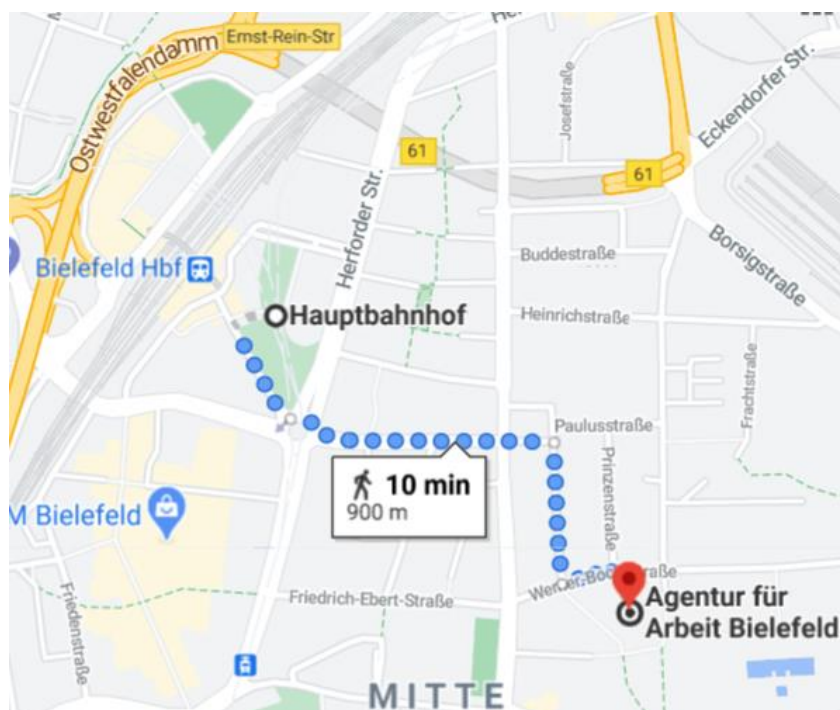 Ernst-Rein-Str
Ostwestfalendamm
Josefstraße
61
Eckendorfer Str.
61
Herforder Str.
Buddestraße
Borsigstraße
Bielefeld Hbf
Hauptbahnhof
Heinrichstraße
Frachtstraße
Paulusstraße
Prinzenstraße
10 min
900 m
M Bielefeld
Friedenstraße
Friedrich-Ebert-Straße
Agentur für
Arbeit Bielefeld
MITTE